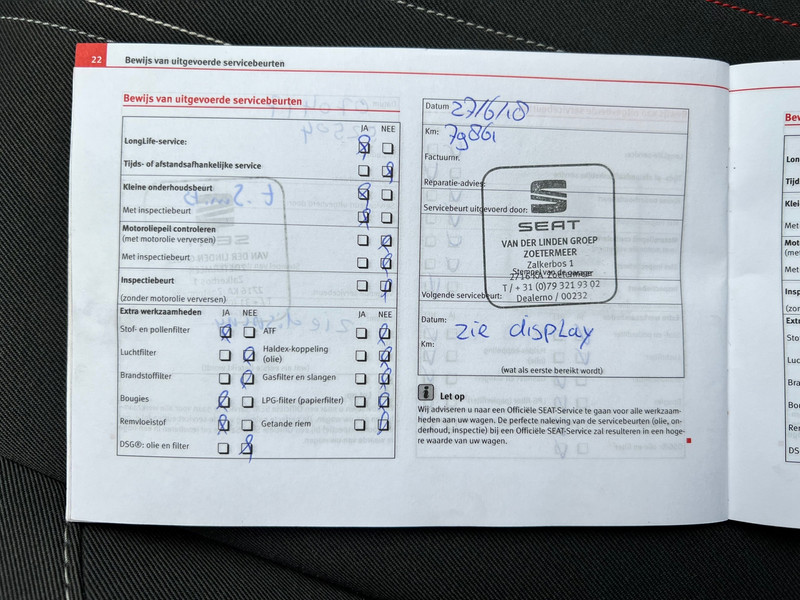 22 Bewijs van uitgevoerde servicebeurten
Bewijs van uitgevoerde servicebeurten
JA NEE
LongLife-service:
Tijds- of afstandsafhankelijke service
Kleine onderhoudsbeurt
Met inspectiebeurt
Motoroliepeil controleren
(met motorolie verversen)
Met inspectiebeurt
Inspectiebeurt
(zonder motorolie verversen)
Extra werkzaamheden JA NEE JA NEE
Stof- en pollenfilter ATF
Luchtfilter Haldex-koppeling
(olie)
Brandstoffilter Gasfilter en slangen
Bougies LPG-filter (papierfilter)
Remvloeistof Getande riem
DSG®: olie en filter
Datum 27/6/18
Km: 79861
Factuurnr.
Reparatie-advies:
Servicebeurt uitgevoerd door:
SEAT
VAN DER LINDEN GROEP
ZOETERMEER
Zalkerbos 1
Stempel van de garage
2716 KA Zoetermeer
T / + 31 (0)79 321 93 02
Volgende servicebeurt:
Dealerno / 00232
Datum:
zie display
Km:
(wat als eerste bereikt wordt)
i Let op
Wij adviseren u naar een Officiële SEAT-Service te gaan voor alle werkzaam-
heden aan uw wagen. De perfecte naleving van de servicebeurten (olie, on-
derhoud, inspectie) bij een Officiële SEAT-Service zal resulteren in een hoge-
re waarde van uw wagen.